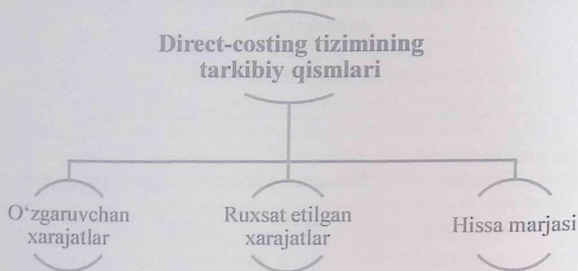 Direct-costing tizimining
tarkibiy qismlari
O‘zgaruvchan
xarajatlar
Ruxsat etilgan
xarajatlar
Hissa marjasi